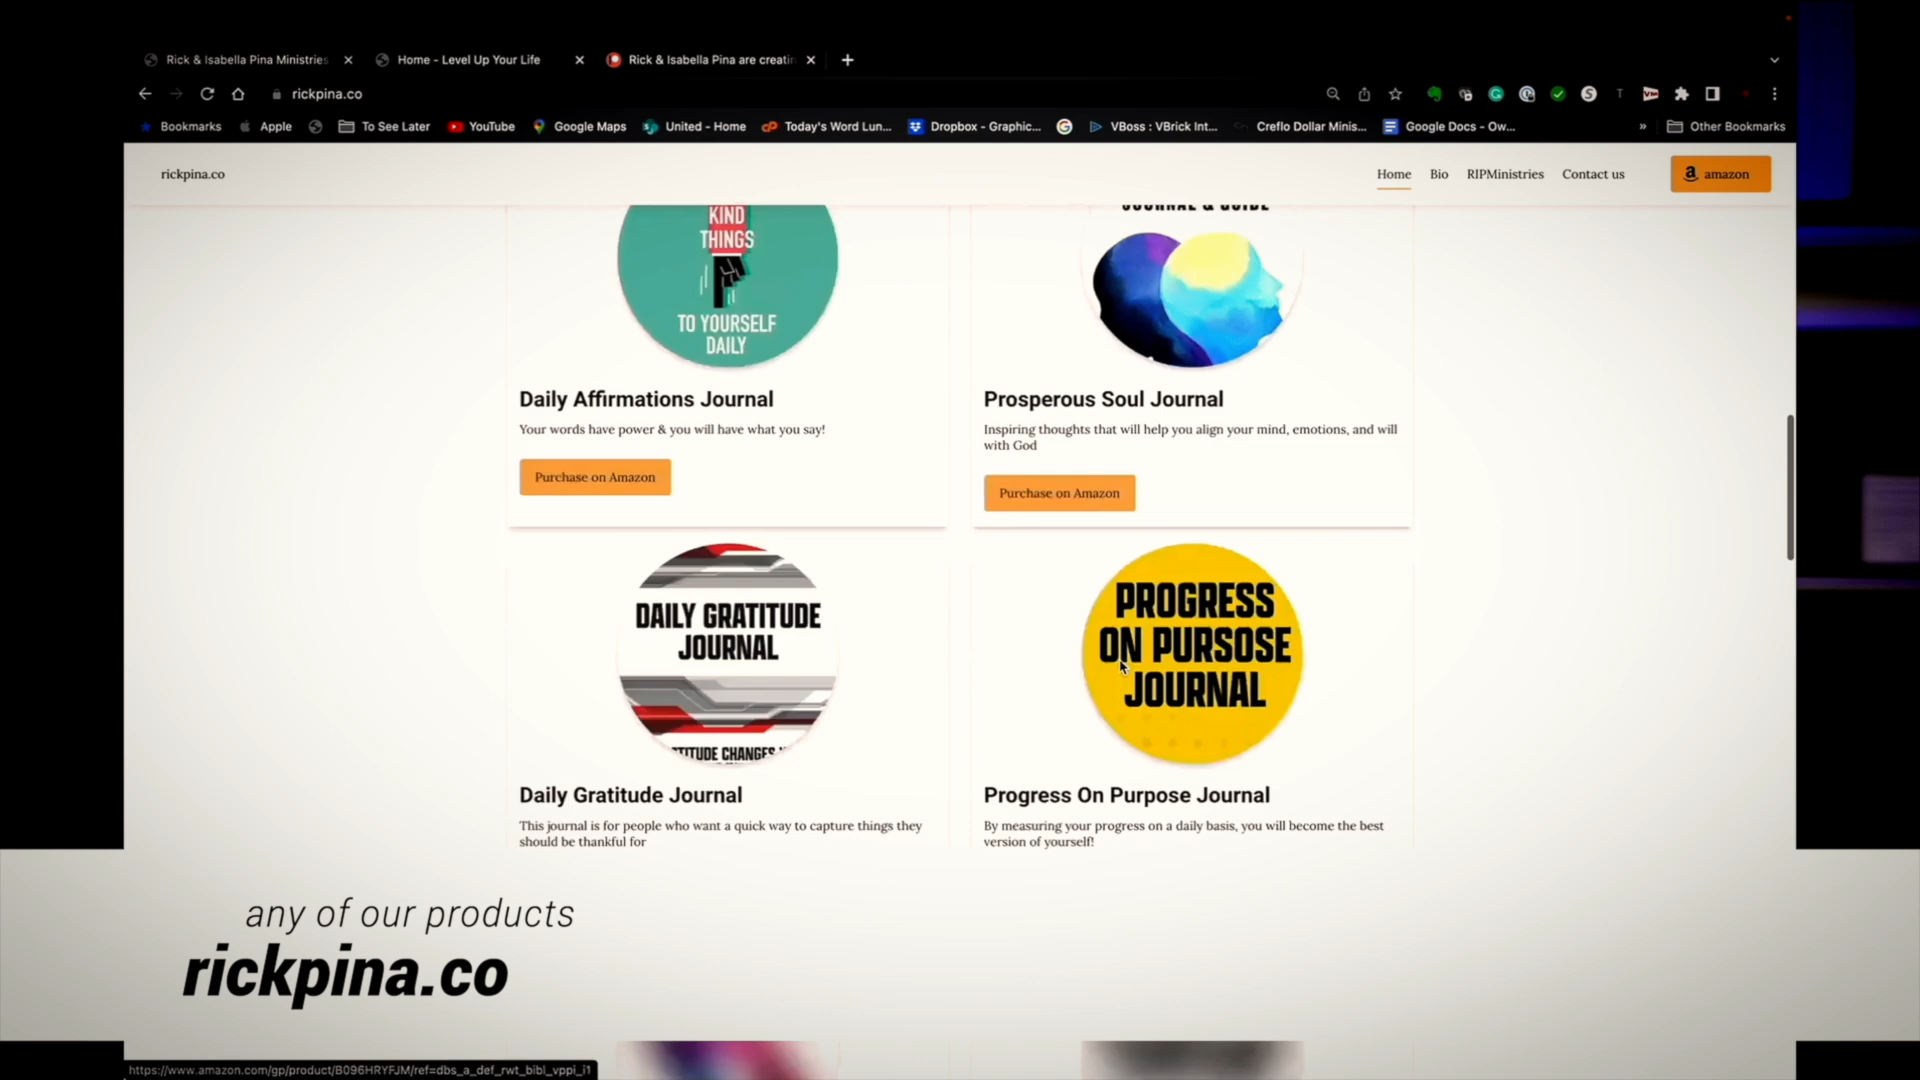 Rick & Isabella Pina Ministries
Home - Level Up Your Life
Rick & Isabella Pina are creatin
rickpina.co
Bookmarks
Apple
To See Later
YouTube
Google Maps
United - Home
Today's Word Lun...
Dropbox - Graphic...
VBoss : VBrick Int...
Creflo Dollar Minis...
Google Docs - Ow...
» Other Bookmarks
rickpina.co
Home
Bio
RIPMinistries
Contact us
amazon
KIND
THINGS
TO YOURSELF
DAILY
JOURNAL & GUIDE
Daily Affirmations Journal
Your words have power & you will have what you say!
Purchase on Amazon
Prosperous Soul Journal
Inspiring thoughts that will help you align your mind, emotions, and will
with God
Purchase on Amazon
DAILY GRATITUDE
JOURNAL
TITUDE CHANGES
PROGRESS
ON PURSOSE
JOURNAL
Daily Gratitude Journal
This journal is for people who want a quick way to capture things they
should be thankful for
Progress On Purpose Journal
By measuring your progress on a daily basis, you will become the best
version of yourself!
any of our products
rickpina.co
https://www.amazon.com/gp/product/B096HRYFJM/ref=dbs_a_def_rwt_bibl_vppi_i1